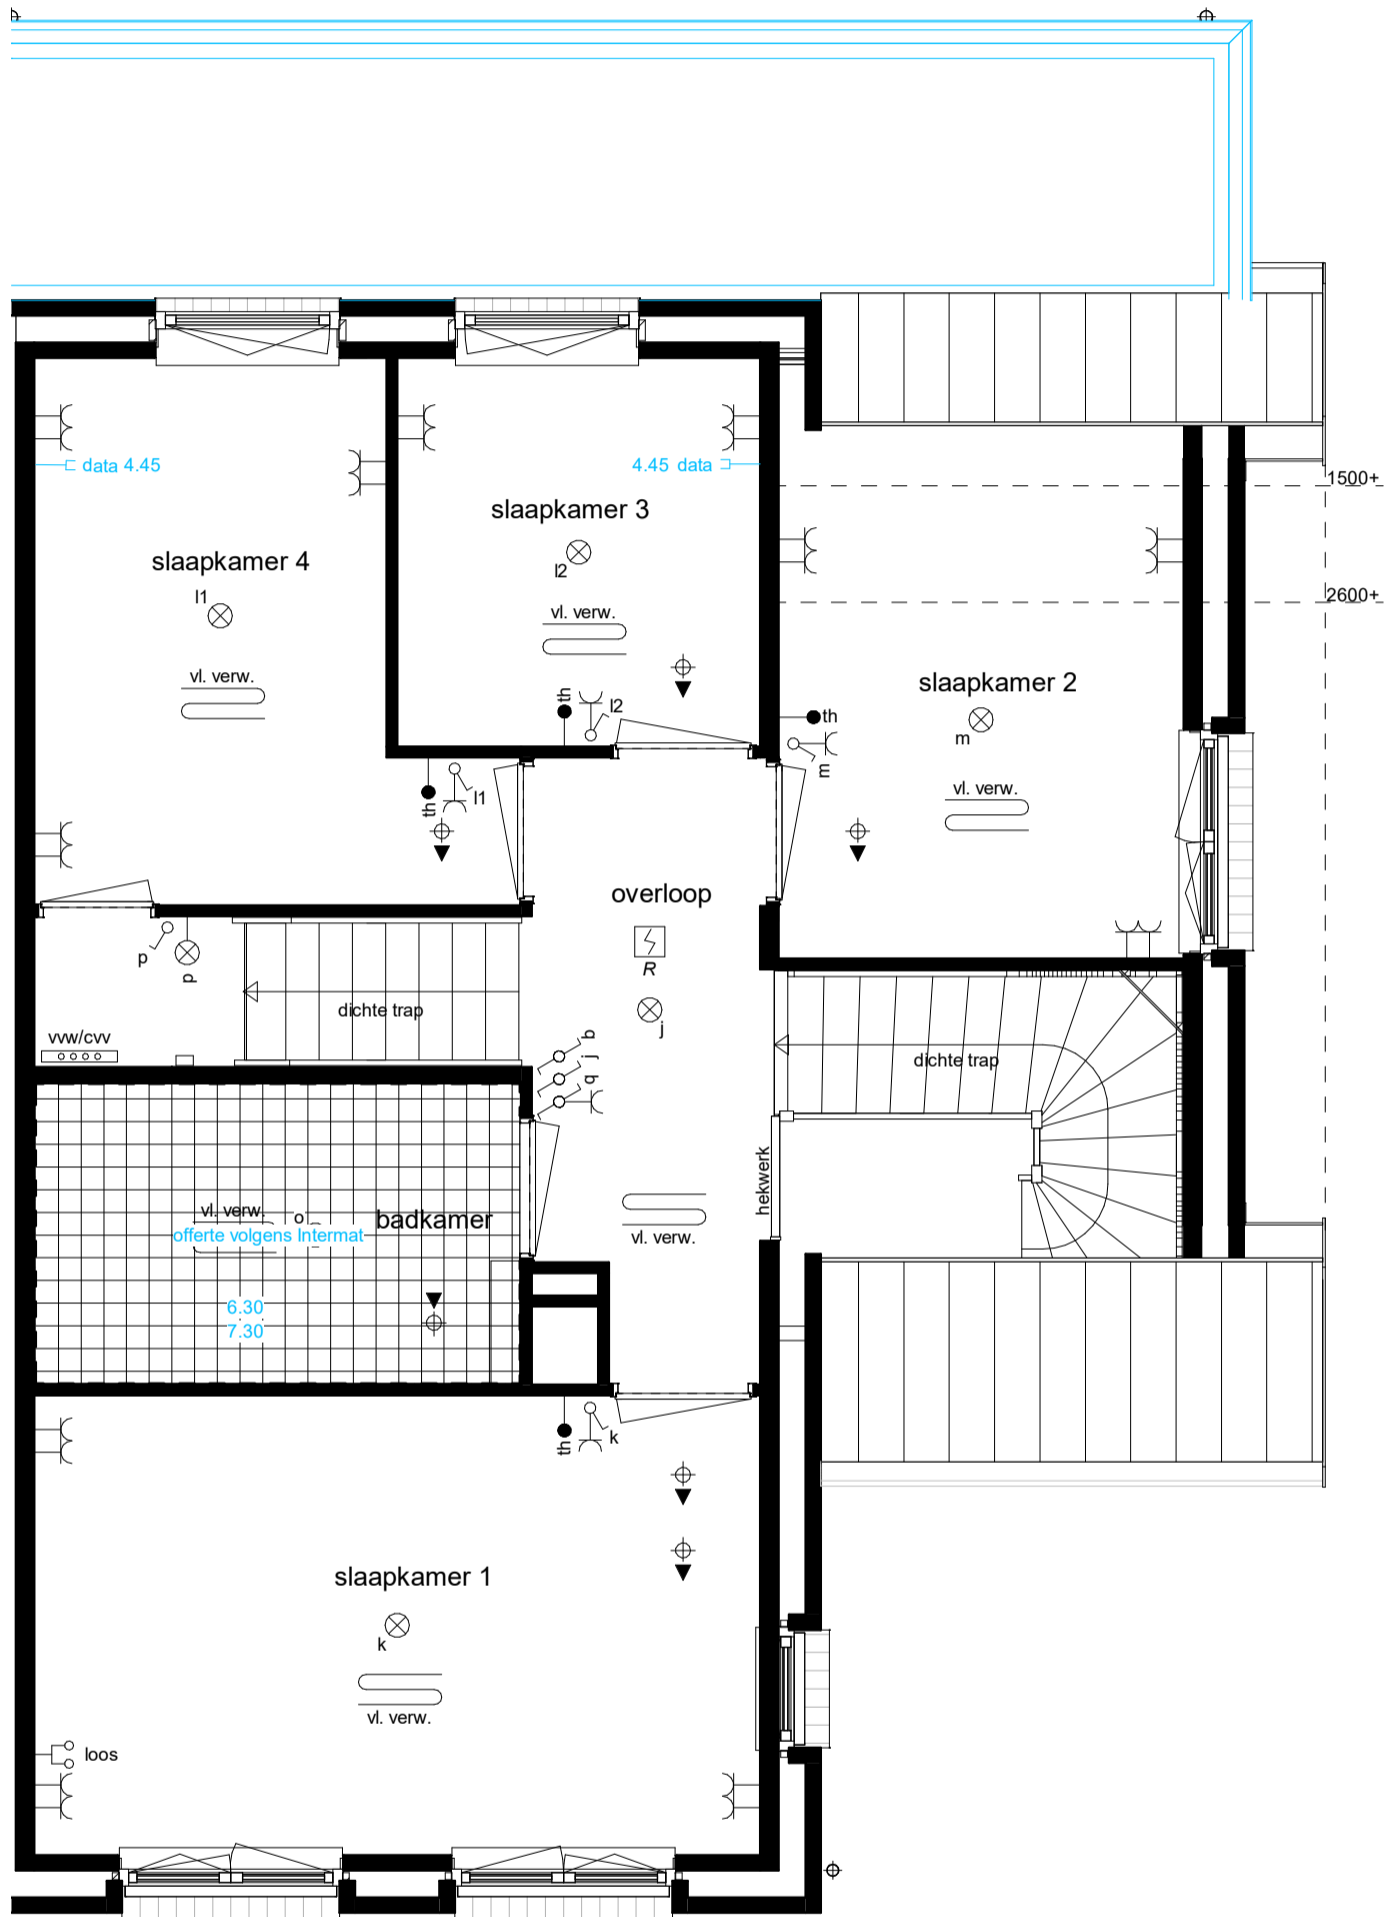 data 4.45
4.45 data
1500+
slaapkamer 3
l2
slaapkamer 4
l1
2600+
vl. verw.
vl. verw.
slaapkamer 2
m
th
l2
th
m
vl. verw.
th
l1
overloop
R
j
p
p
dichte trap
vvw/cvv
b
j
q
dichte trap
hekwerk
vl. verw.
o
badkamer
offerte volgens Intermat
vl. verw.
6.30
7.30
th
k
slaapkamer 1
k
vl. verw.
loos